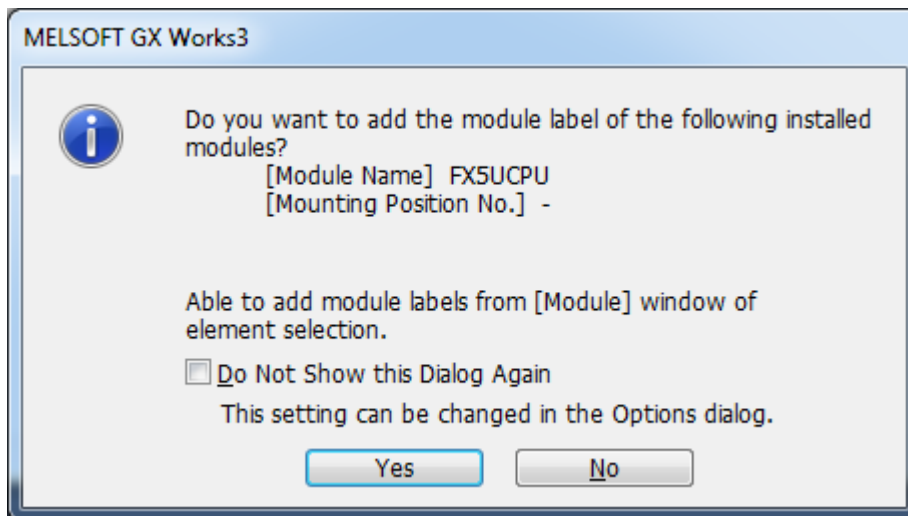 MELSOFT GX Works3
Do you want to add the module label of the following installed
modules?
[Module Name] FX5UCPU
[Mounting Position No.] -
Able to add module labels from [Module] window of
element selection.
Do Not Show this Dialog Again
This setting can be changed in the Options dialog.
Yes
No